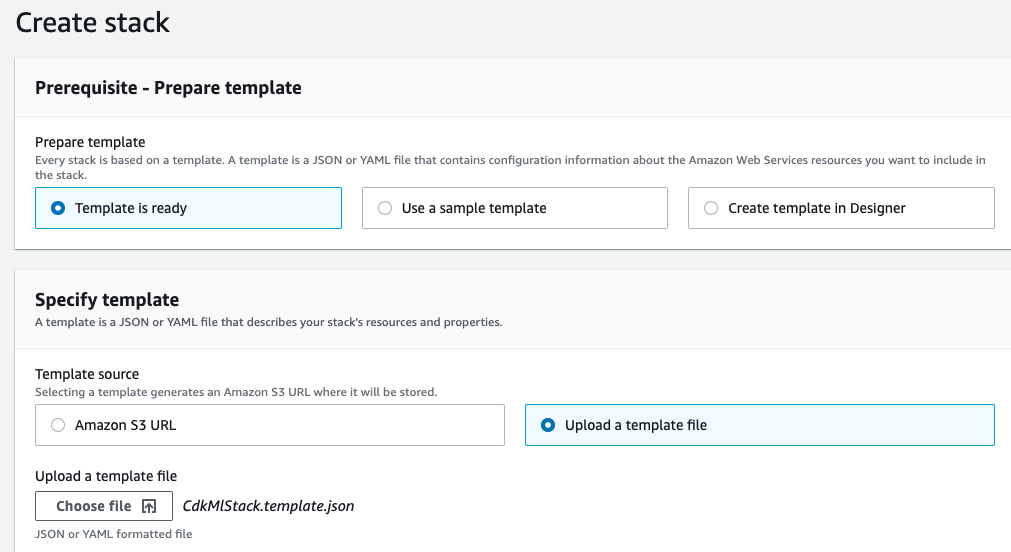 Create stack
Prerequisite - Prepare template
Prepare template
Every stack is based on a template. A template is a JSON or YAML file that contains configuration information about the Amazon Web Services resources you want to include in
the stack.
Template is ready
Use a sample template
Create template in Designer
Specify template
A template is a JSON or YAML file that describes your stack's resources and properties.
Template source
Selecting a template generates an Amazon S3 URL where it will be stored.
Amazon S3 URL
Upload a template file
Upload a template file
Choose file
CdkMlStack.template.json
JSON or YAML formatted file